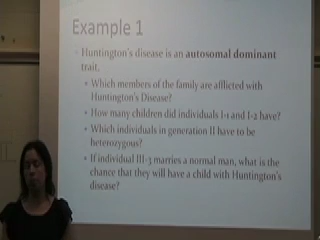 Example 1
Huntington's disease is an autosomal dominant
trait.
Which members of the family are afflicted with
Huntington's Disease?
How many children did individuals I-1 and I-2 have?
Which individuals in generation II have to be
heterozygous?
If individual III-3 marries a normal man, what is the
chance that they will have a child with Huntington's
disease?